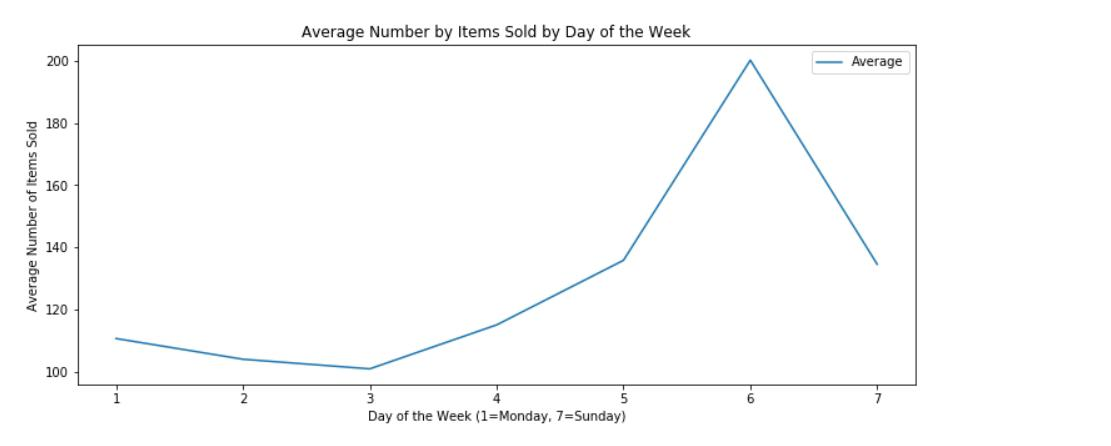 Average Number by Items Sold by Day of the Week
Average
200
180
160
140
120
100
Average Number of Items Sold
1 2 3 4 5 6 7
Day of the Week (1=Monday, 7=Sunday)